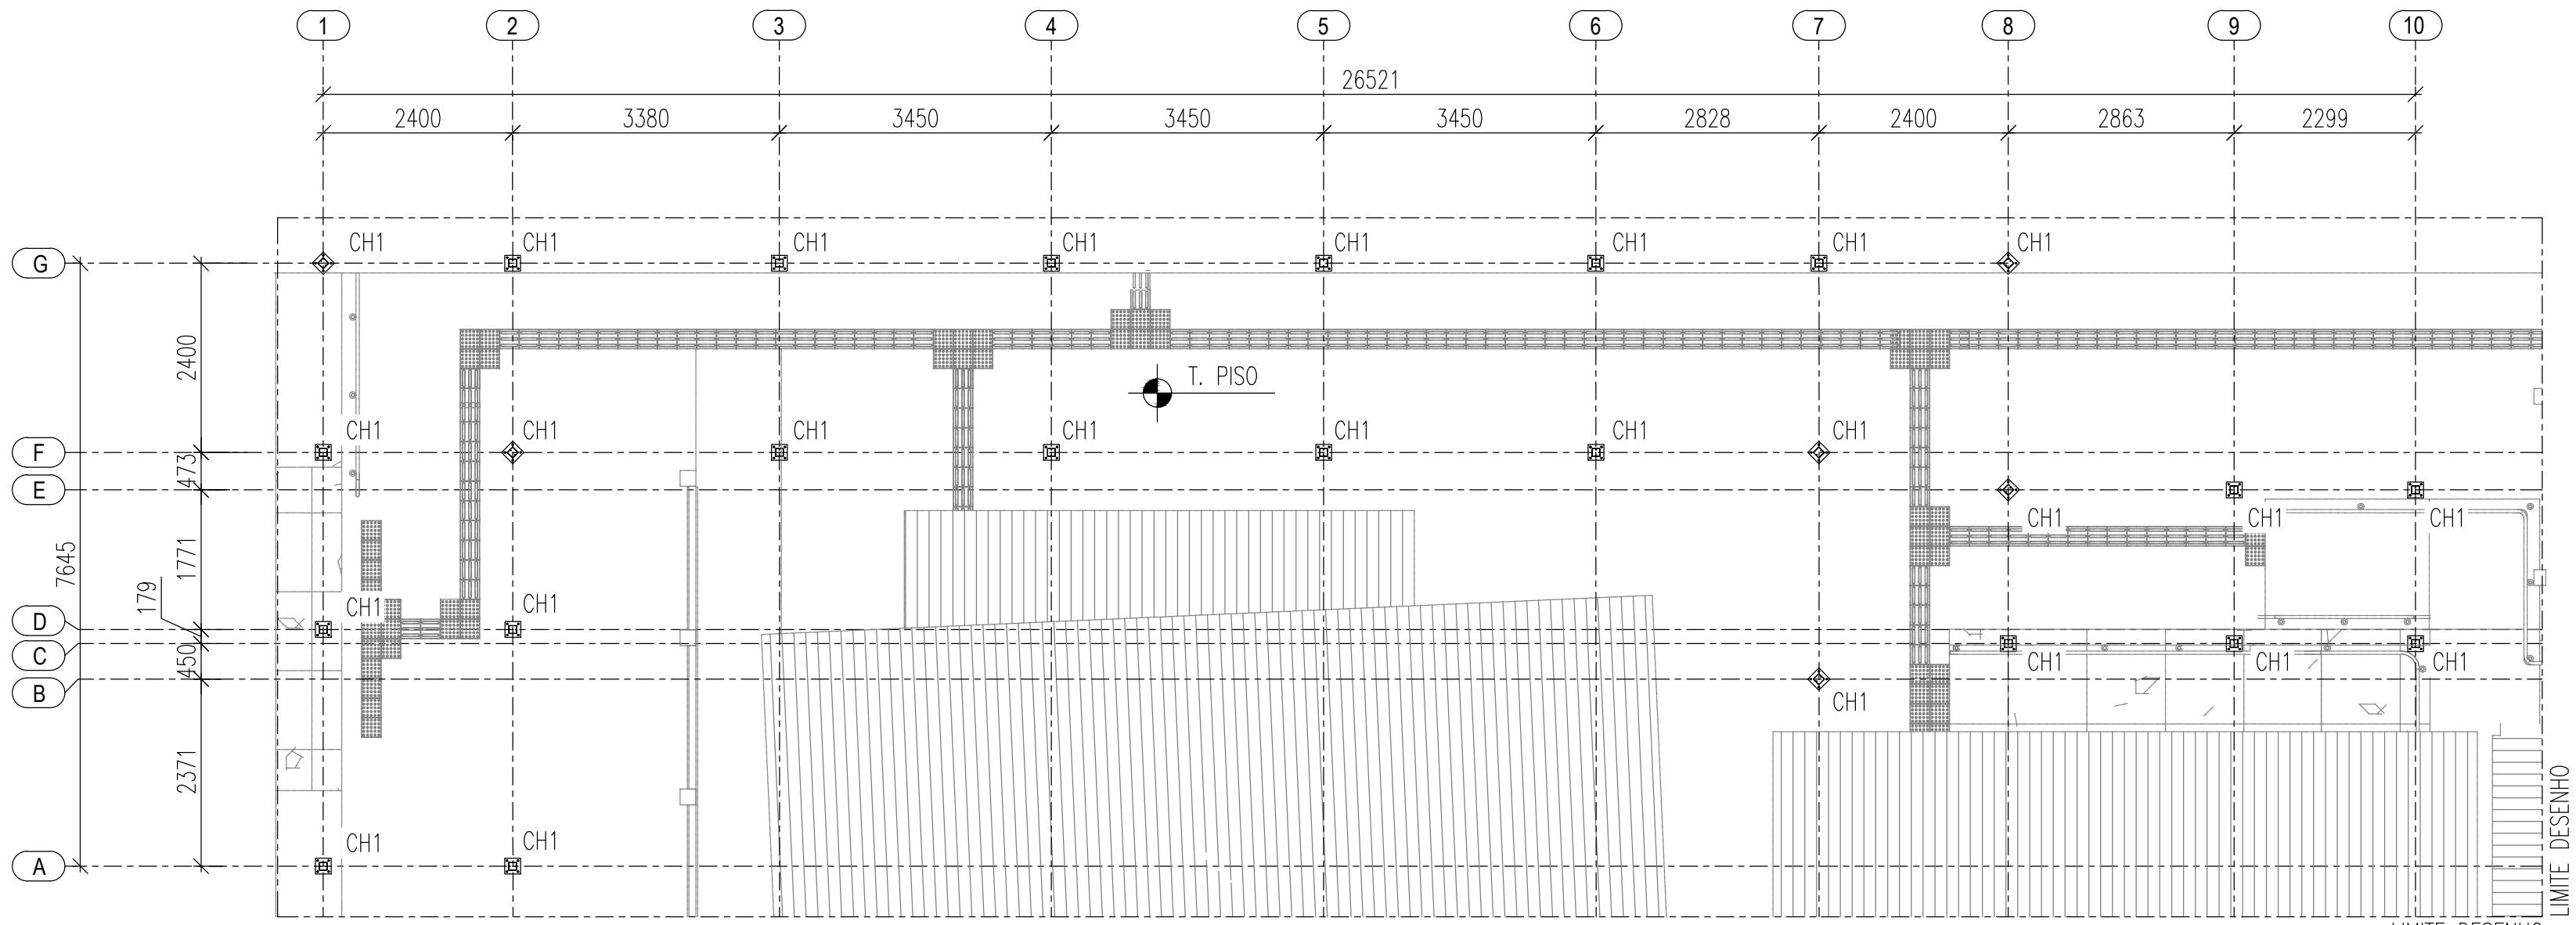 1 2 3 4 5 6 7 8 9 10
26521
2400 3380 3450 3450 3450 2828 2400 2863 2299
CH1 CH1 CH1 CH1 CH1 CH1 CH1 CH1
G
2400
T. PISO
CH1 CH1 CH1 CH1 CH1 CH1 CH1
F
473
E
CH1 CH1 CH1
7645
1771
179
CH1 CH1
D
C
450
CH1 CH1 CH1
B
CH1
2371
CH1 CH1
A
LIMITE DESENHO